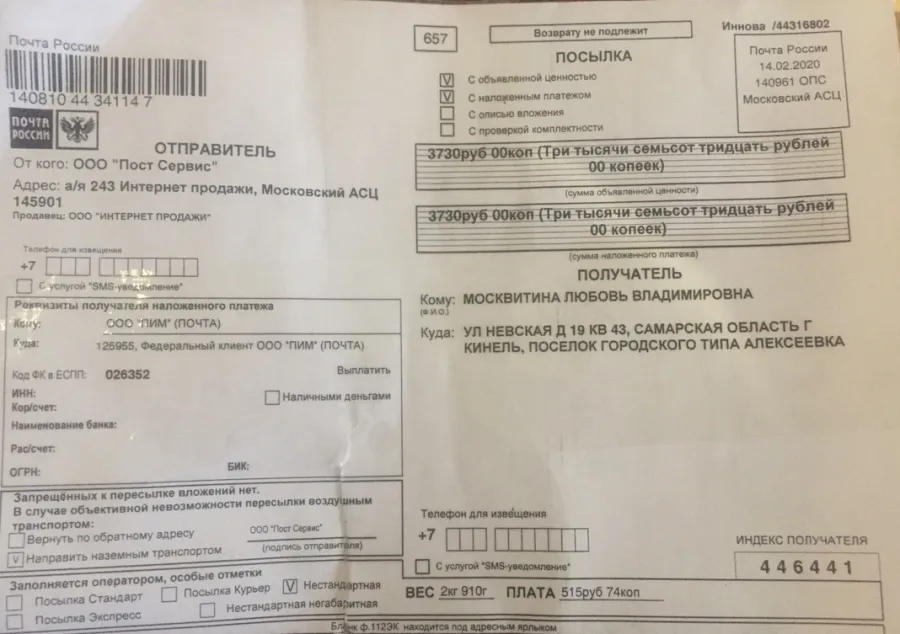 Почта России
140810 44 34114 7
ПОЧТА
РОССИИ
ОТПРАВИТЕЛЬ
От кого: ООО "Пост Сервис"
Адрес: а/я 243 Интернет продажи, Московский АСЦ
145901
Продавец: ООО "ИНТЕРНЕТ ПРОДАЖИ"
Телефон для извещения
+7
С услугой "SMS-уведомление"
Реквизиты получателя наложенного платежа
Кому: ООО "ПИМ" (ПОЧТА)
Куда: 125955, Федеральный клиент ООО "ПИМ" (ПОЧТА)
Код ФК в ЕСПП: 026352
Выплатить
ИНН:
Наличными деньгами
Кор/счет:
Наименование банка:
Рас/счет:
ОГРН:
БИК:
Запрещённых к пересылке вложений нет.
В случае объективной невозможности пересылки воздушным
транспортом:
Вернуть по обратному адресу
ООО "Пост Сервис"
V Направить наземным транспортом
(подпись отправителя)
Заполняется оператором, особые отметки
Посылка Стандарт
Посылка Курьер
V Нестандартная
Посылка Экспресс
Нестандартная негабаритная
657
Возврату не подлежит
Иннова /44316802
ПОСЫЛКА
V С объявленной ценностью
V С наложенным платежом
С описью вложения
С проверкой комплектности
Почта России
14.02.2020
140961 ОПС
Московский АСЦ
3730руб 00коп (Три тысячи семьсот тридцать рублей
00 копеек)
(сумма объявленной ценности)
3730руб 00коп (Три тысячи семьсот тридцать рублей
00 копеек)
(сумма наложенного платежа)
ПОЛУЧАТЕЛЬ
Кому: МОСКВИТИНА ЛЮБОВЬ ВЛАДИМИРОВНА
(Ф.И.О.)
Куда: УЛ НЕВСКАЯ Д 19 КВ 43, САМАРСКАЯ ОБЛАСТЬ Г
КИНЕЛЬ, ПОСЕЛОК ГОРОДСКОГО ТИПА АЛЕКСЕЕВКА
Телефон для извещения
+7
С услугой "SMS-уведомление"
ИНДЕКС ПОЛУЧАТЕЛЯ
446441
ВЕС 2кг 910г ПЛАТА 515руб 74коп
Бланк ф.112ЭК находится под адресным ярлыком